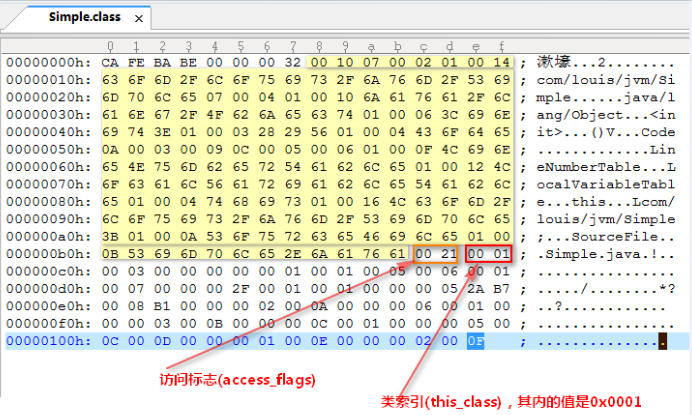 Simple.class ×
0 1 2 3 4 5 6 7 8 9 a b c d e f
00000000h: CA FE BA BE 00 00 00 32 00 10 07 00 02 01 00 14 ; 漱壕...2........
00000010h: 63 6F 6D 2F 6C 6F 75 69 73 2F 6A 76 6D 2F 53 69 ; com/louis/jvm/Si
00000020h: 6D 70 6C 65 07 00 04 01 00 10 6A 61 76 61 2F 6C ; mple......java/l
00000030h: 61 6E 67 2F 4F 62 6A 65 63 74 01 00 06 3C 69 6E ; ang/Object...<in
00000040h: 69 74 3E 01 00 03 28 29 56 01 00 04 43 6F 64 65 ; it>...()V...Code
00000050h: 0A 00 03 00 09 0C 00 05 00 06 01 00 0F 4C 69 6E ; .............Lin
00000060h: 65 4E 75 6D 62 65 72 54 61 62 6C 65 01 00 12 4C ; eNumberTable...L
00000070h: 6F 63 61 6C 56 61 72 69 61 62 6C 65 54 61 62 6C ; ocalVariableTabl
00000080h: 65 01 00 04 74 68 69 73 01 00 16 4C 63 6F 6D 2F ; e...this...Lcom/
00000090h: 6C 6F 75 69 73 2F 6A 76 6D 2F 53 69 6D 70 6C 65 ; louis/jvm/Simple
000000a0h: 3B 01 00 0A 53 6F 75 72 63 65 46 69 6C 65 01 00 ; ;...SourceFile..
000000b0h: 0B 53 69 6D 70 6C 65 2E 6A 61 76 61 00 21 00 01 ; .Simple.java.!..
000000c0h: 00 03 00 00 00 00 00 01 00 01 00 05 00 06 00 01 ; ................
000000d0h: 00 07 00 00 00 2F 00 01 00 01 00 00 00 05 2A B7 ; ...../........*?
000000e0h: 00 08 B1 00 00 00 02 00 0A 00 00 00 06 00 01 00 ; ..?.............
000000f0h: 00 00 03 00 0B 00 00 00 0C 00 01 00 00 00 05 00 ; ................
00000100h: 0C 00 0D 00 00 00 01 00 0E 00 00 00 02 00 0F ; ...............
访问标志(access_flags)
类索引(this_class)，其内的值是0x0001